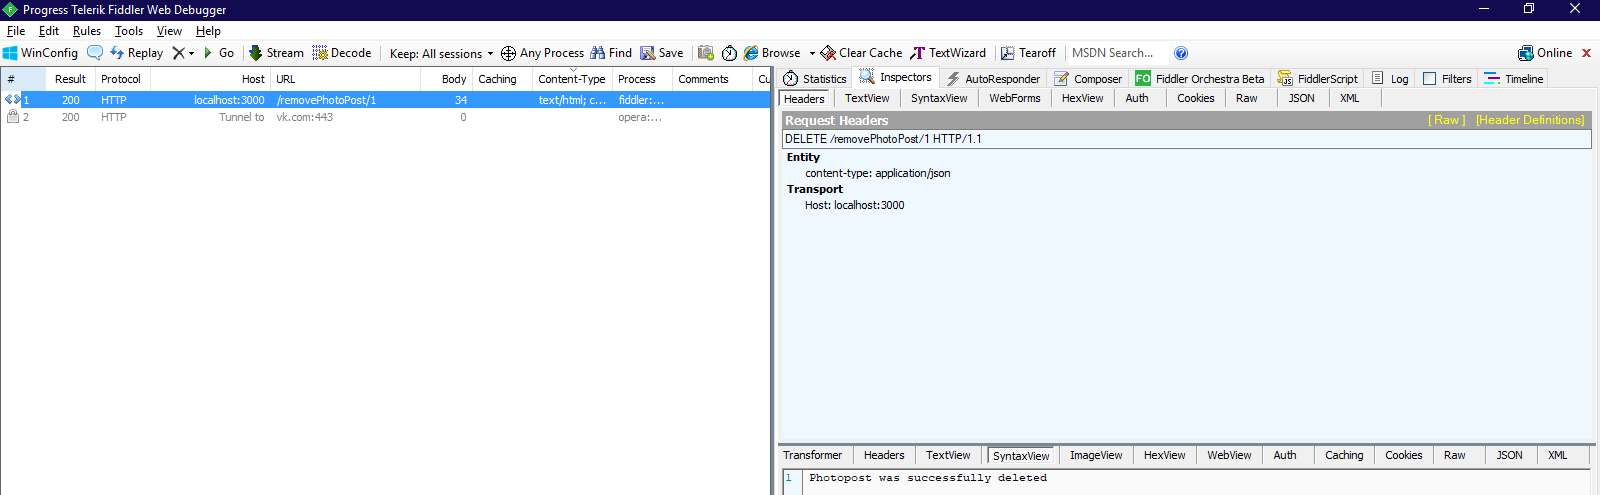 Progress Telerik Fiddler Web Debugger
File Edit Rules Tools View Help
WinConfig Replay Go Stream Decode Keep: All sessions Any Process Find Save Browse Clear Cache TextWizard Tearoff MSDN Search... Online
# Result Protocol Host URL Body Caching Content-Type Process Comments Cu
1 200 HTTP localhost:3000 /removePhotoPost/1 34 text/html; c... fiddler:...
2 200 HTTP Tunnel to vk.com:443 0 opera:...
Statistics Inspectors AutoResponder Composer FO Fiddler Orchestra Beta FiddlerScript Log Filters Timeline
Headers TextView SyntaxView WebForms HexView Auth Cookies Raw JSON XML
Request Headers [ Raw ] [Header Definitions]
DELETE /removePhotoPost/1 HTTP/1.1
Entity
content-type: application/json
Transport
Host: localhost:3000
Transformer Headers TextView SyntaxView ImageView HexView WebView Auth Caching Cookies Raw JSON XML
1 Photopost was successfully deleted